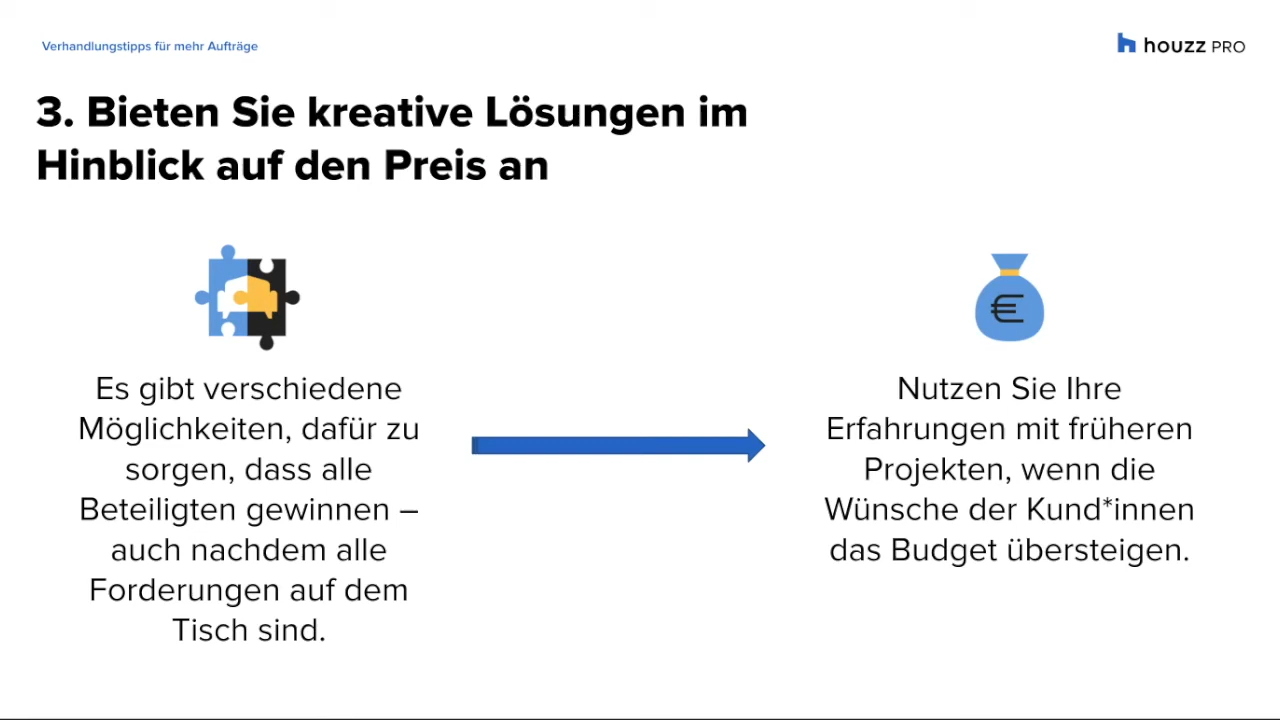 Verhandlungstipps für mehr Aufträge
houzz PRO
3. Bieten Sie kreative Lösungen im
Hinblick auf den Preis an
Es gibt verschiedene
Möglichkeiten, dafür zu
sorgen, dass alle
Beteiligten gewinnen –
auch nachdem alle
Forderungen auf dem
Tisch sind.
€
Nutzen Sie Ihre
Erfahrungen mit früheren
Projekten, wenn die
Wünsche der Kund*innen
das Budget übersteigen.